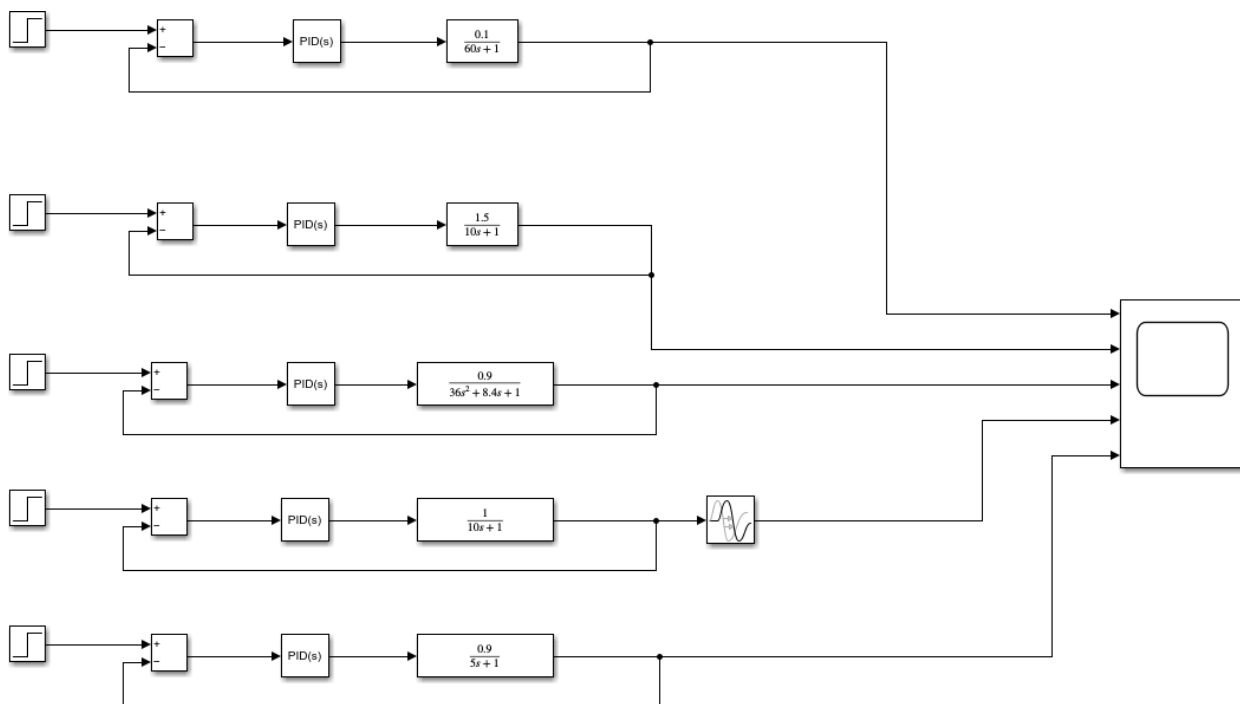 +
−
PID(s)
0.1
60s + 1
+
−
PID(s)
1.5
10s + 1
+
−
PID(s)
0.9
36s² + 8.4s + 1
+
−
PID(s)
1
10s + 1
+
−
PID(s)
0.9
5s + 1